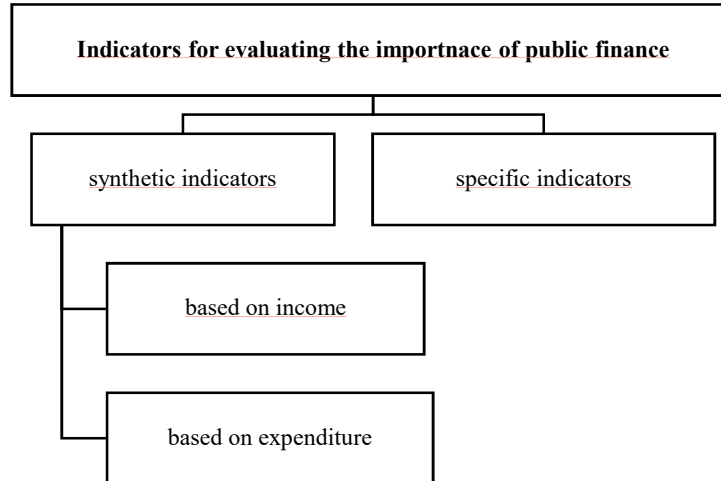 Indicators for evaluating the importnace of public finance
synthetic indicators
specific indicators
based on income
based on expenditure